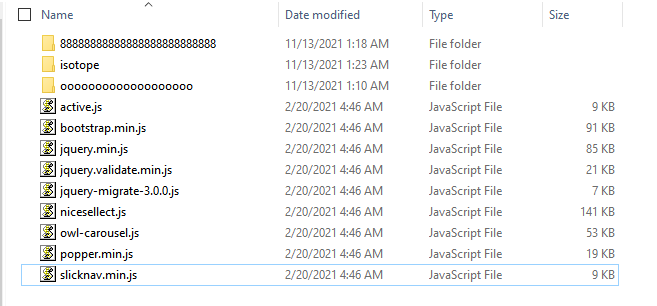 Name Date modified Type Size
88888888888888888888888888 11/13/2021 1:18 AM File folder
isotope 11/13/2021 1:23 AM File folder
ooooooooooooooooooo 11/13/2021 1:10 AM File folder
active.js 2/20/2021 4:46 AM JavaScript File 9 KB
bootstrap.min.js 2/20/2021 4:46 AM JavaScript File 91 KB
jquery.min.js 2/20/2021 4:46 AM JavaScript File 85 KB
jquery.validate.min.js 2/20/2021 4:46 AM JavaScript File 21 KB
jquery-migrate-3.0.0.js 2/20/2021 4:46 AM JavaScript File 7 KB
nicesellect.js 2/20/2021 4:46 AM JavaScript File 141 KB
owl-carousel.js 2/20/2021 4:46 AM JavaScript File 53 KB
popper.min.js 2/20/2021 4:46 AM JavaScript File 19 KB
slicknav.min.js 2/20/2021 4:46 AM JavaScript File 9 KB